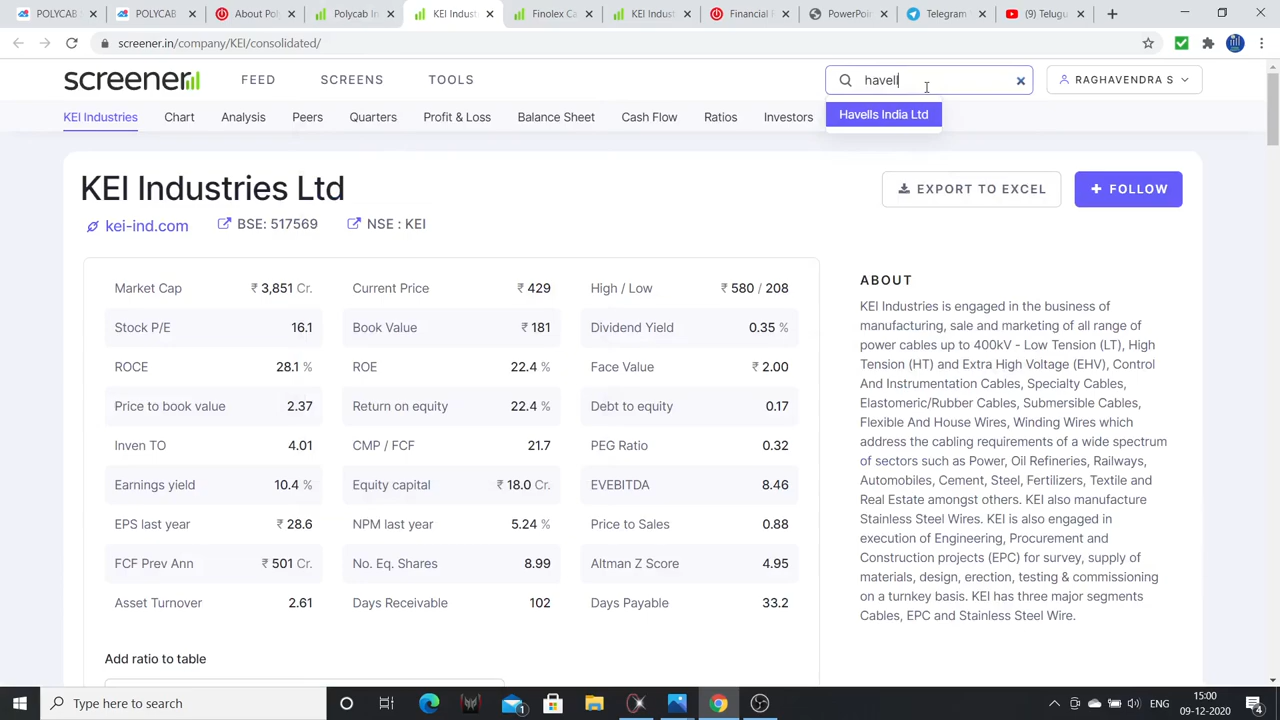 POLYCAB
POLYCAB
About Poly
Polycab In
KEI Indust
Finolex Ca
KEI Indust
Financial R
PowerPoin
Telegram
(9) Telugu
screener.in/company/KEI/consolidated/
screener
FEED
SCREENS
TOOLS
havell
RAGHAVENDRA S
KEI Industries
Chart
Analysis
Peers
Quarters
Profit & Loss
Balance Sheet
Cash Flow
Ratios
Investors
Havells India Ltd
KEI Industries Ltd
EXPORT TO EXCEL
FOLLOW
kei-ind.com
BSE: 517569
NSE : KEI
Market Cap ₹ 3,851 Cr.
Current Price ₹ 429
High / Low ₹ 580 / 208
Stock P/E 16.1
Book Value ₹ 181
Dividend Yield 0.35 %
ROCE 28.1 %
ROE 22.4 %
Face Value ₹ 2.00
Price to book value 2.37
Return on equity 22.4 %
Debt to equity 0.17
Inven TO 4.01
CMP / FCF 21.7
PEG Ratio 0.32
Earnings yield 10.4 %
Equity capital ₹ 18.0 Cr.
EVEBITDA 8.46
EPS last year ₹ 28.6
NPM last year 5.24 %
Price to Sales 0.88
FCF Prev Ann ₹ 501 Cr.
No. Eq. Shares 8.99
Altman Z Score 4.95
Asset Turnover 2.61
Days Receivable 102
Days Payable 33.2
Add ratio to table
ABOUT
KEI Industries is engaged in the business of
manufacturing, sale and marketing of all range of
power cables up to 400kV - Low Tension (LT), High
Tension (HT) and Extra High Voltage (EHV), Control
And Instrumentation Cables, Specialty Cables,
Elastomeric/Rubber Cables, Submersible Cables,
Flexible And House Wires, Winding Wires which
address the cabling requirements of a wide spectrum
of sectors such as Power, Oil Refineries, Railways,
Automobiles, Cement, Steel, Fertilizers, Textile and
Real Estate amongst others. KEI also manufacture
Stainless Steel Wires. KEI is also engaged in
execution of Engineering, Procurement and
Construction projects (EPC) for survey, supply of
materials, design, erection, testing & commissioning
on a turnkey basis. KEI has three major segments
Cables, EPC and Stainless Steel Wire.
Type here to search
1
ENG
15:00
09-12-2020
4